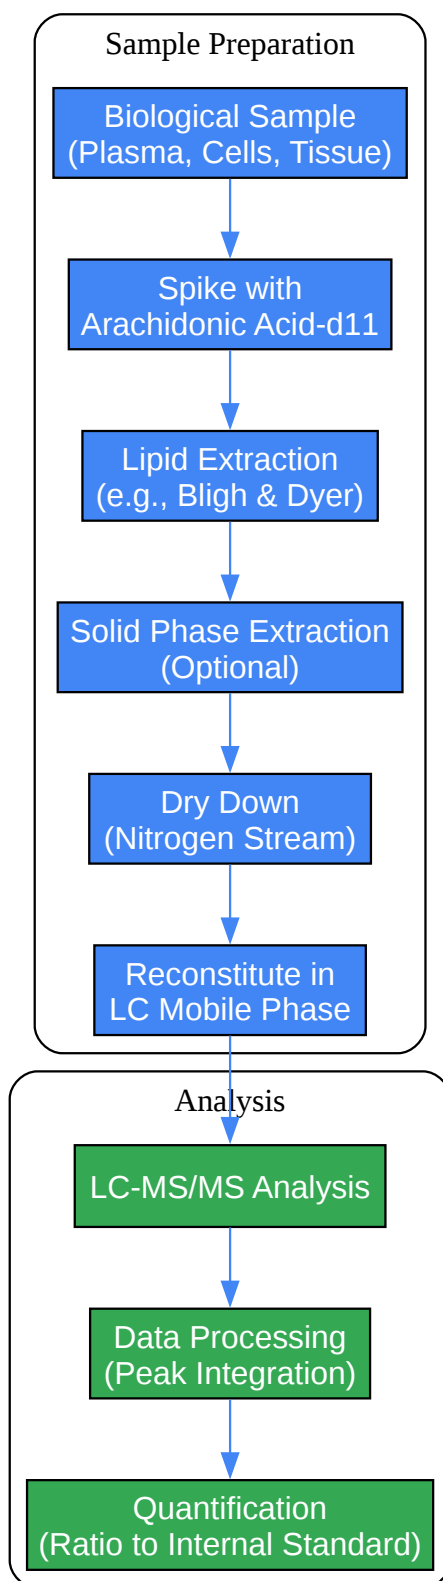 Sample Preparation
Biological Sample
(Plasma, Cells, Tissue)
Spike with
Arachidonic Acid-d11
Lipid Extraction
(e.g., Bligh & Dyer)
Solid Phase Extraction
(Optional)
Dry Down
(Nitrogen Stream)
Reconstitute in
LC Mobile Phase
Analysis
LC-MS/MS Analysis
Data Processing
(Peak Integration)
Quantification
(Ratio to Internal Standard)